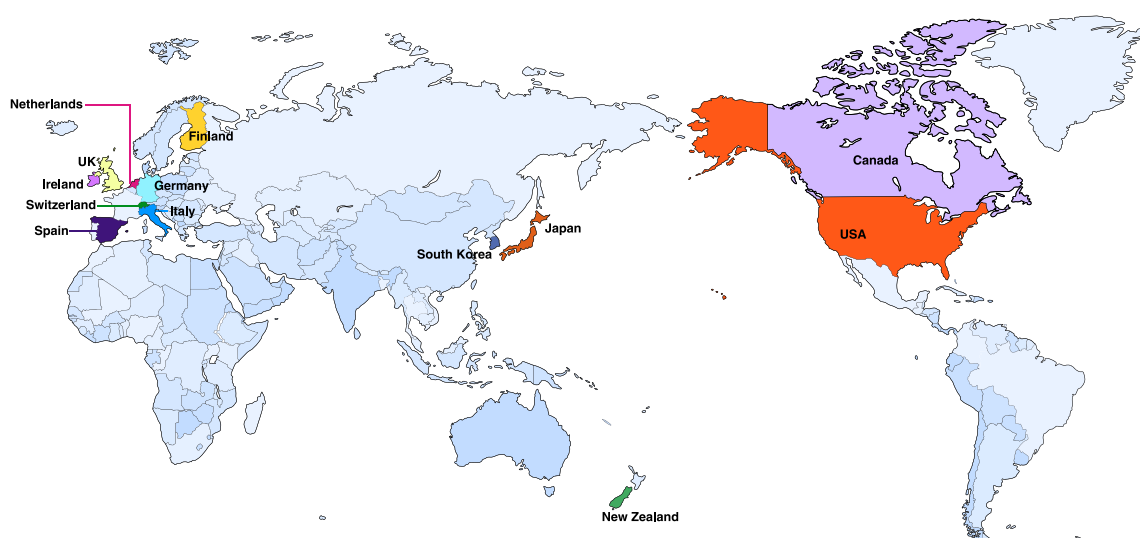 Netherlands
Finland
UK
Canada
Ireland
Germany
Switzerland
Italy
Spain
Japan
USA
South Korea
New Zealand